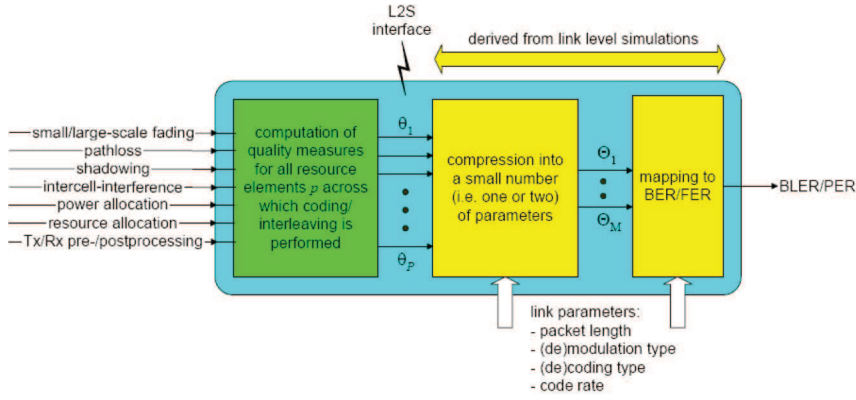 L2S
interface
derived from link level simulations
small/large-scale fading
pathloss
shadowing
intercell-interference
power allocation
resource allocation
Tx/Rx pre-/postprocessing
computation of
quality measures
for all resource
elements p across
which coding/
interleaving is
performed
θ₁
θ_P
compression into
a small number
(i.e. one or two)
of parameters
Θ₁
Θ_M
mapping to
BER/FER
BLER/PER
link parameters:
- packet length
- (de)modulation type
- (de)coding type
- code rate